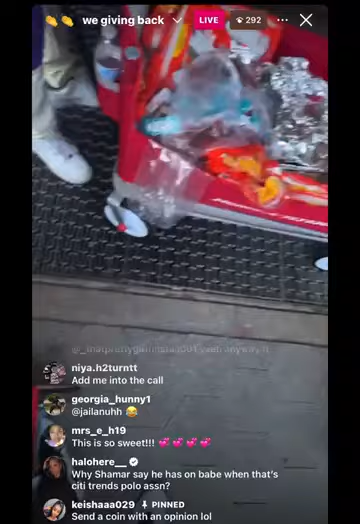 👏👏 we giving back LIVE 292
niya.h2turntt
Add me into the call
georgia_hunny1
@jailanuhh 😂
mrs_e_h19
This is so sweet!!! 💞💞💞💞
halohere__
Why Shamar say he has on babe when that's
citi trends polo assn?
keishaaa029 PINNED
Send a coin with an opinion lol